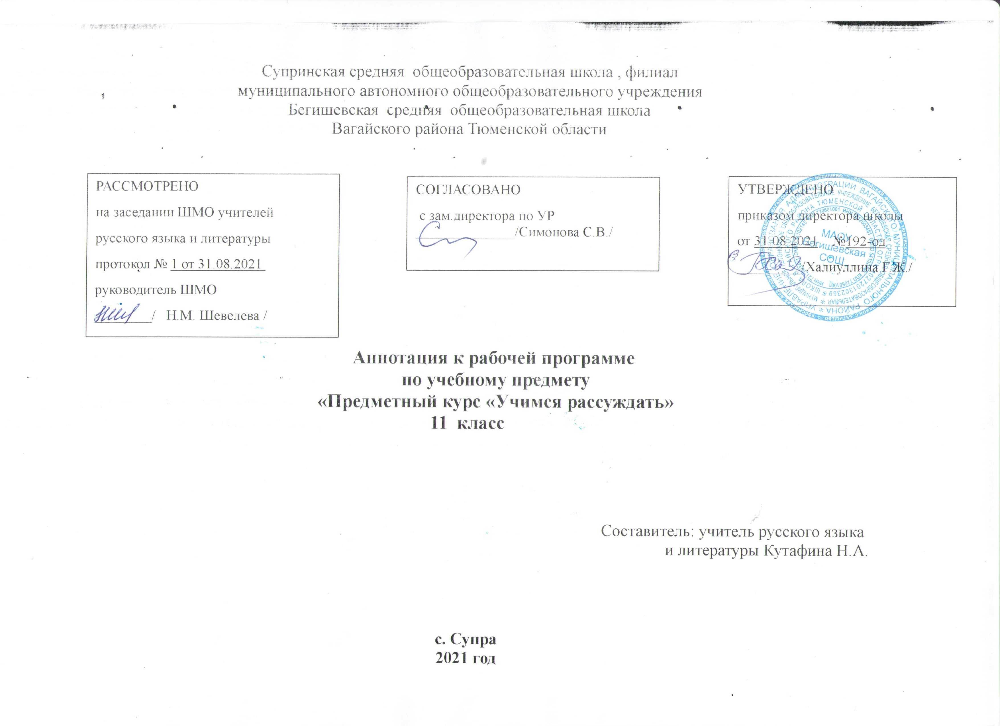 Супринская средняя общеобразовательная школа , филиал
муниципального автономного общеобразовательного учреждения
Бегишевская средняя общеобразовательная школа
Вагайского района Тюменской области
РАССМОТРЕНО
на заседании ШМО учителей
русского языка и литературы
протокол № 1 от 31.08.2021
руководитель ШМО
/ Н.М. Шевелева /
СОГЛАСОВАНО
с зам.директора по УР
/Симонова С.В./
УТВЕРЖДЕНО
приказом директора школы
от 31.08.2021 №192-од
/Халиуллина Г.Ж./
МАОУ
Бегишевская
СОШ
Аннотация к рабочей программе
по учебному предмету
«Предметный курс «Учимся рассуждать»
11 класс
Составитель: учитель русского языка
и литературы Кутафина Н.А.
с. Супра
2021 год